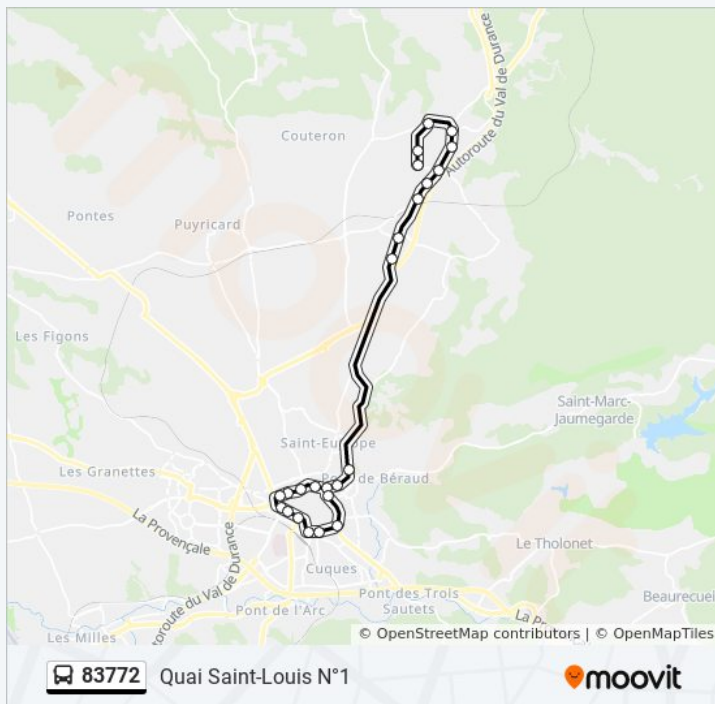 Autoroute du Val de Durance
Couteron
Pontes
Puyricard
Les Figons
Saint-Marc-
Jaumegarde
Saint-Eutrope
Pont de Béraud
Les Granettes
La Provençale
Autoroute du Val de Durance
Le Tholonet
Cuques
Pont des Trois
Sautets
Beaurecueil
Pont de l'Arc
La P
Les Milles
© OpenStreetMap contributors | © OpenMapTiles
83772 Quai Saint-Louis N°1
moovit